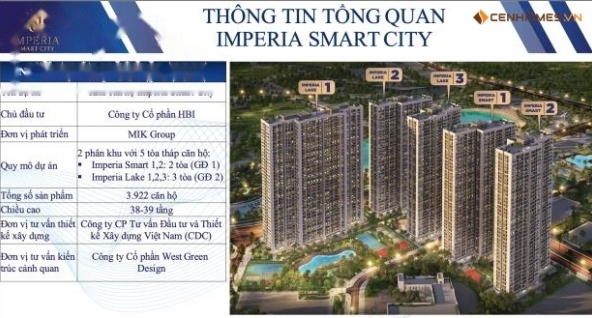 IMPERIA
SMART CITY
THÔNG TIN TỔNG QUAN
IMPERIA SMART CITY
CENHOMES.VN
Chủ đầu tư
Công ty Cổ phần HBI
Đơn vị phát triển
MIK Group
Quy mô dự án
2 phân khu với 5 tòa tháp căn hộ:
▪ Imperia Smart 1,2: 2 tòa (GĐ 1)
▪ Imperia Lake 1,2,3: 3 tòa (GĐ 2)
Tổng số sản phẩm
3.922 căn hộ
Chiều cao
38-39 tầng
Đơn vị tư vấn thiết
kế xây dựng
Công ty CP Tư vấn Đầu tư và Thiết
kế Xây dựng Việt Nam (CDC)
Đơn vị tư vấn kiến
trúc cảnh quan
Công ty Cổ phần West Green
Design
IMPERIA
LAKE 1
IMPERIA
LAKE 2
IMPERIA
LAKE 3
IMPERIA
SMART 1
IMPERIA
SMART 2